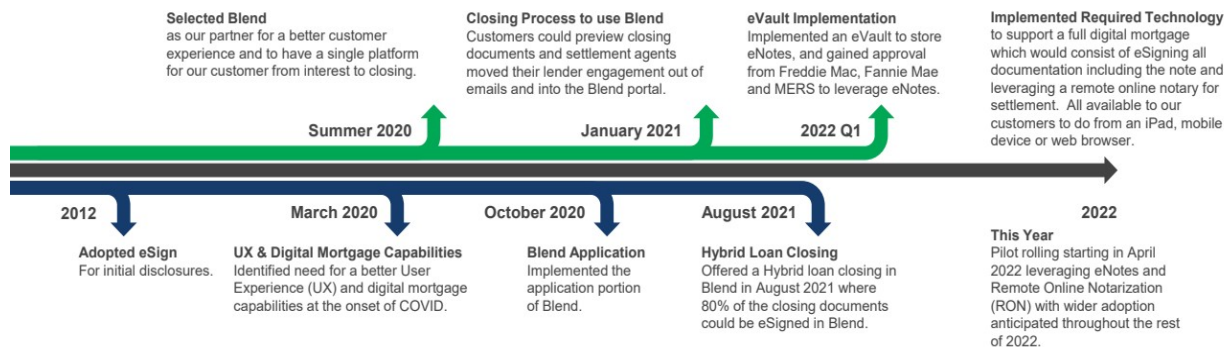 Selected Blend
as our partner for a better customer
experience and to have a single platform
for our customer from interest to closing.
Summer 2020
Closing Process to use Blend
Customers could preview closing
documents and settlement agents
moved their lender engagement out of
emails and into the Blend portal.
January 2021
eVault Implementation
Implemented an eVault to store
eNotes, and gained approval
from Freddie Mac, Fannie Mae
and MERS to leverage eNotes.
2022 Q1
Implemented Required Technology
to support a full digital mortgage
which would consist of eSigning all
documentation including the note and
leveraging a remote online notary for
settlement. All available to our
customers to do from an iPad, mobile
device or web browser.
2012
Adopted eSign
For initial disclosures.
March 2020
UX & Digital Mortgage Capabilities
Identified need for a better User
Experience (UX) and digital mortgage
capabilities at the onset of COVID.
October 2020
Blend Application
Implemented the
application portion
of Blend.
August 2021
Hybrid Loan Closing
Offered a Hybrid loan closing in
Blend in August 2021 where
80% of the closing documents
could be eSigned in Blend.
2022
This Year
Pilot rolling starting in April
2022 leveraging eNotes and
Remote Online Notarization
(RON) with wider adoption
anticipated throughout the rest
of 2022.